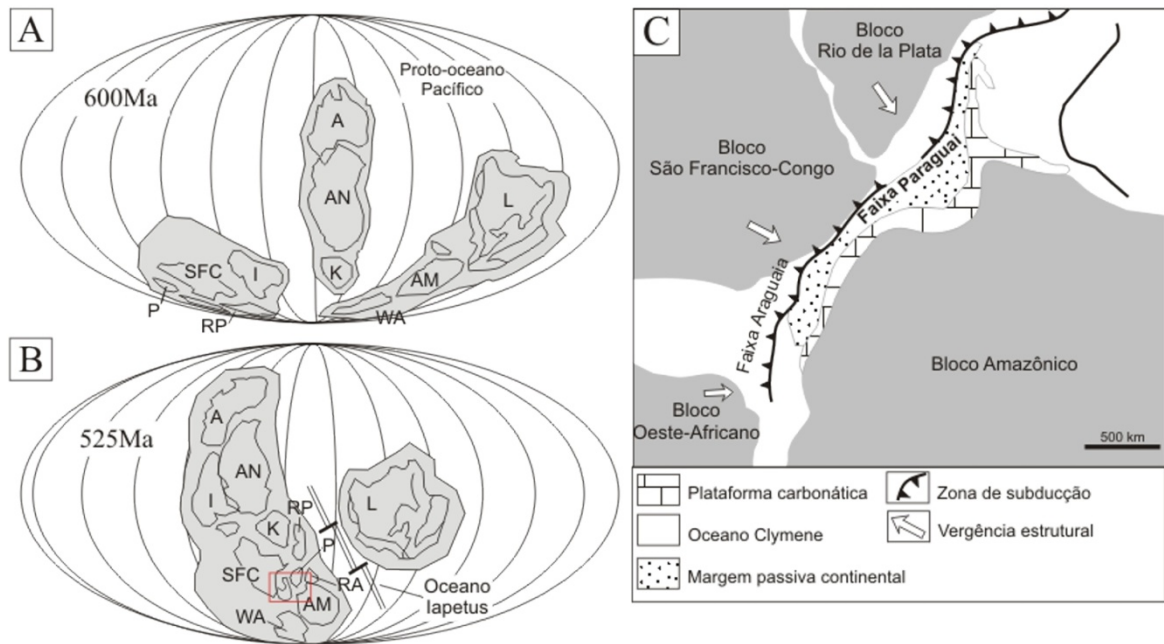 A
600Ma
Proto-oceano
Pacífico
A
AN
K
L
AM
WA
SFC
I
P
RP
B
525Ma
A
AN
I
K
RP
P
L
SFC
RA
AM
WA
Oceano
Iapetus
C
Bloco
Rio de la Plata
Bloco
São Francisco-Congo
Faixa Paraguai
Faixa Araguaia
Bloco Amazônico
Bloco
Oeste-Africano
500 km
Plataforma carbonática
Zona de subducção
Oceano Clymene
Vergência estrutural
Margem passiva continental